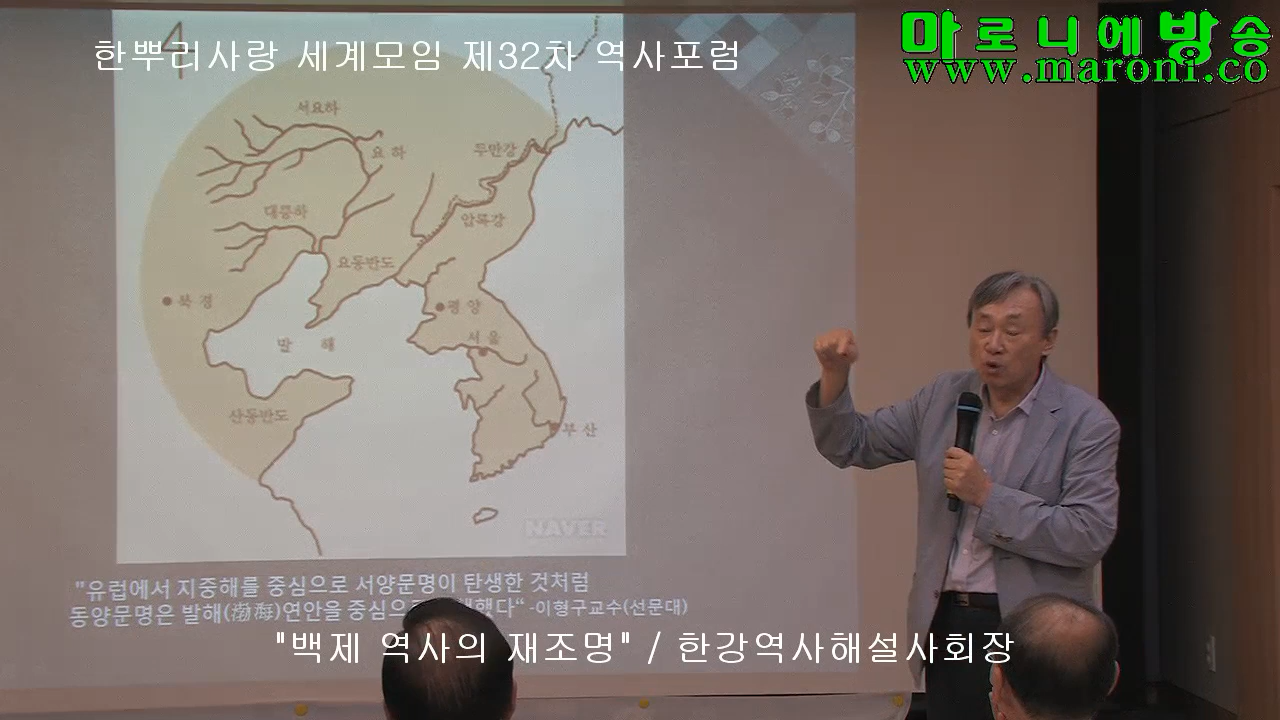 마로니에방송
www.maroni.co
한뿌리사랑 세계모임 제32차 역사포럼
4
서요하
요하
두만강
대릉하
압록강
요동반도
북경
평양
발해
서울
산동반도
부산
NAVER
"유럽에서 지중해를 중심으로 서양문명이 탄생한 것처럼
동양문명은 발해(渤海)연안을 중심으로 했다“ -이형구교수(선문대)
"백제 역사의 재조명" / 한강역사해설사회장